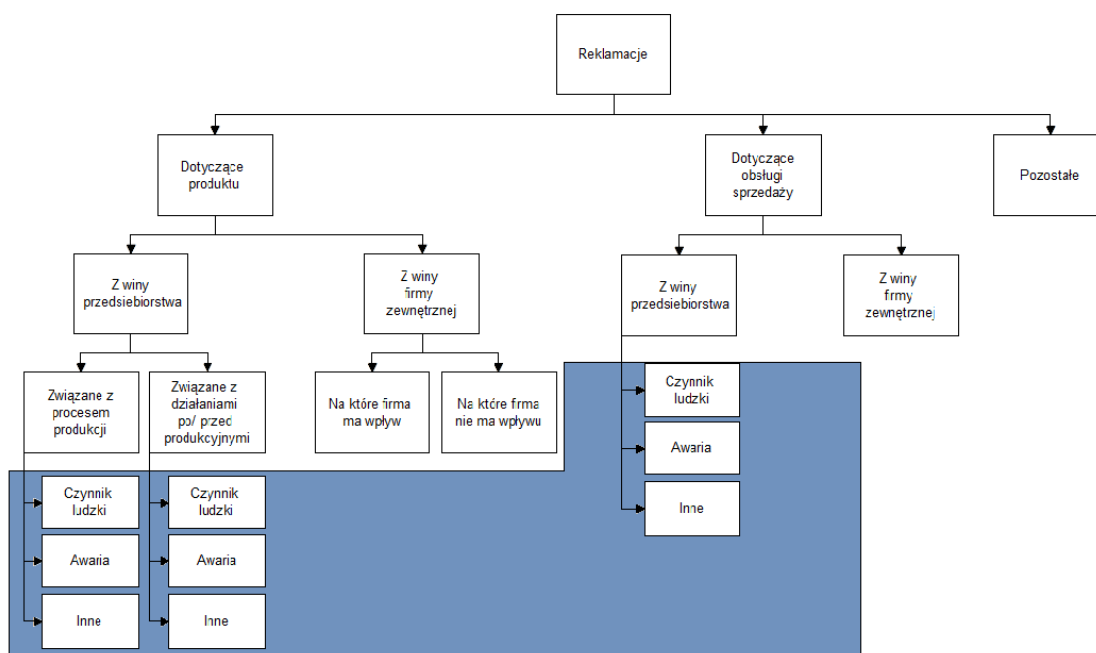 Reklamacje
Dotyczące
produktu
Dotyczące
obsługi
sprzedaży
Pozostałe
Z winy
przedsiebiorstwa
Z winy
firmy
zewnętrznej
Z winy
przedsiebiorstwa
Z winy
firmy
zewnętrznej
Związane z
procesem
produkcji
Związane z
działaniami
po/ przed
produkcyjnymi
Na które firma
ma wpływ
Na które firma
nie ma wpływu
Czynnik
ludzki
Awaria
Inne
Czynnik
ludzki
Awaria
Inne
Czynnik
ludzki
Awaria
Inne